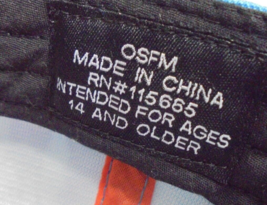 OSFM
MADE IN CHINA
RN#115665
INTENDED FOR AGES
14 AND OLDER